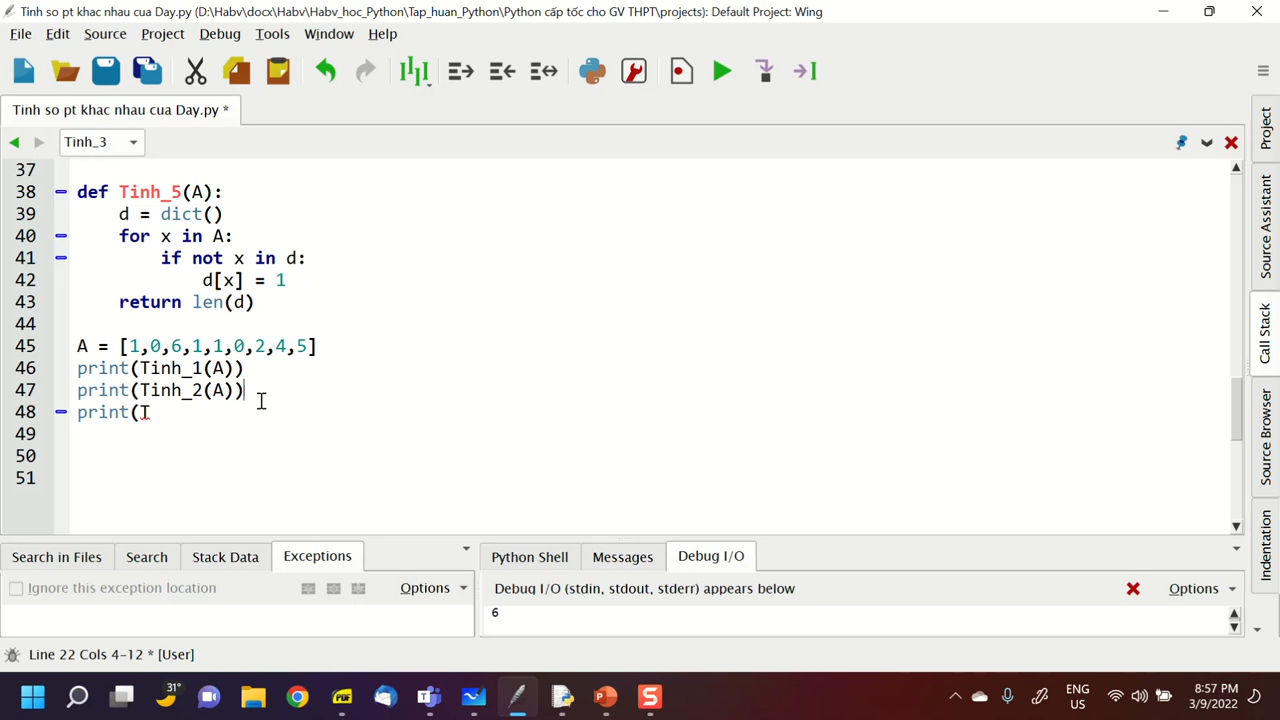 Tinh so pt khac nhau cua Day.py (D:\Habv\docx\Habv\Habv_hoc_Python\Tap_huan_Python\Python cấp tốc cho GV THPT\projects): Default Project: Wing
File Edit Source Project Debug Tools Window Help
Tinh so pt khac nhau cua Day.py *
Tinh_3
37
38 def Tinh_5(A):
39 d = dict()
40 for x in A:
41 if not x in d:
42 d[x] = 1
43 return len(d)
44
45 A = [1,0,6,1,1,0,2,4,5]
46 print(Tinh_1(A))
47 print(Tinh_2(A))
48 print(T
49
50
51
Project
Source Assistant
Call Stack
Source Browser
Indentation
Search in Files Search Stack Data Exceptions
Ignore this exception location Options
Python Shell Messages Debug I/O
Debug I/O (stdin, stdout, stderr) appears below Options
6
Line 22 Cols 4-12 * [User]
31°
ENG
US
8:57 PM
3/9/2022